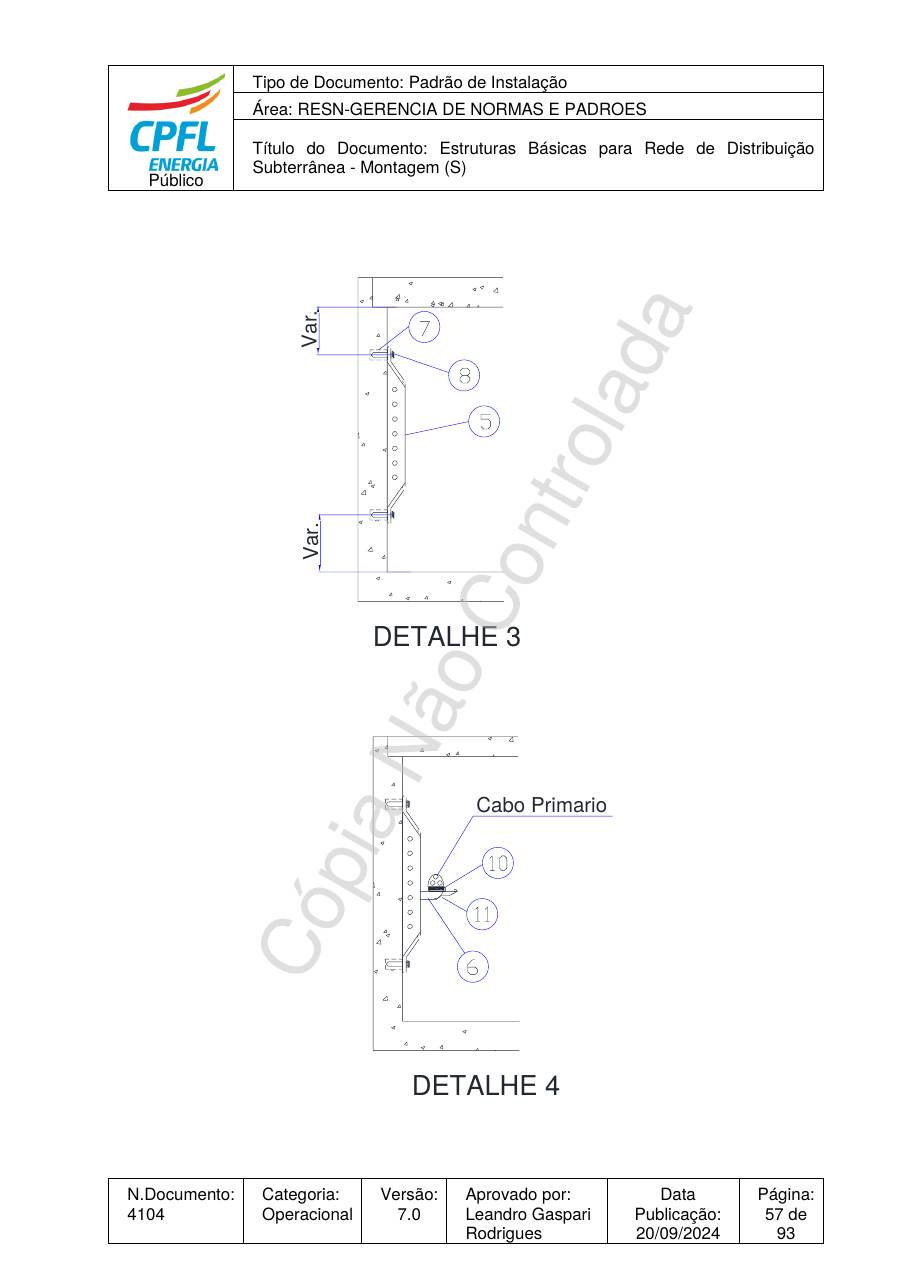 CPFL
ENERGIA
Público
Tipo de Documento: Padrão de Instalação
Área: RESN-GERENCIA DE NORMAS E PADROES
Título do Documento: Estruturas Básicas para Rede de Distribuição
Subterrânea - Montagem (S)
Var.
7
8
5
Var.
DETALHE 3
Cópia Não Controlada
Cabo Primario
10
11
6
DETALHE 4
N.Documento:
4104
Categoria:
Operacional
Versão:
7.0
Aprovado por:
Leandro Gaspari
Rodrigues
Data
Publicação:
20/09/2024
Página:
57 de
93